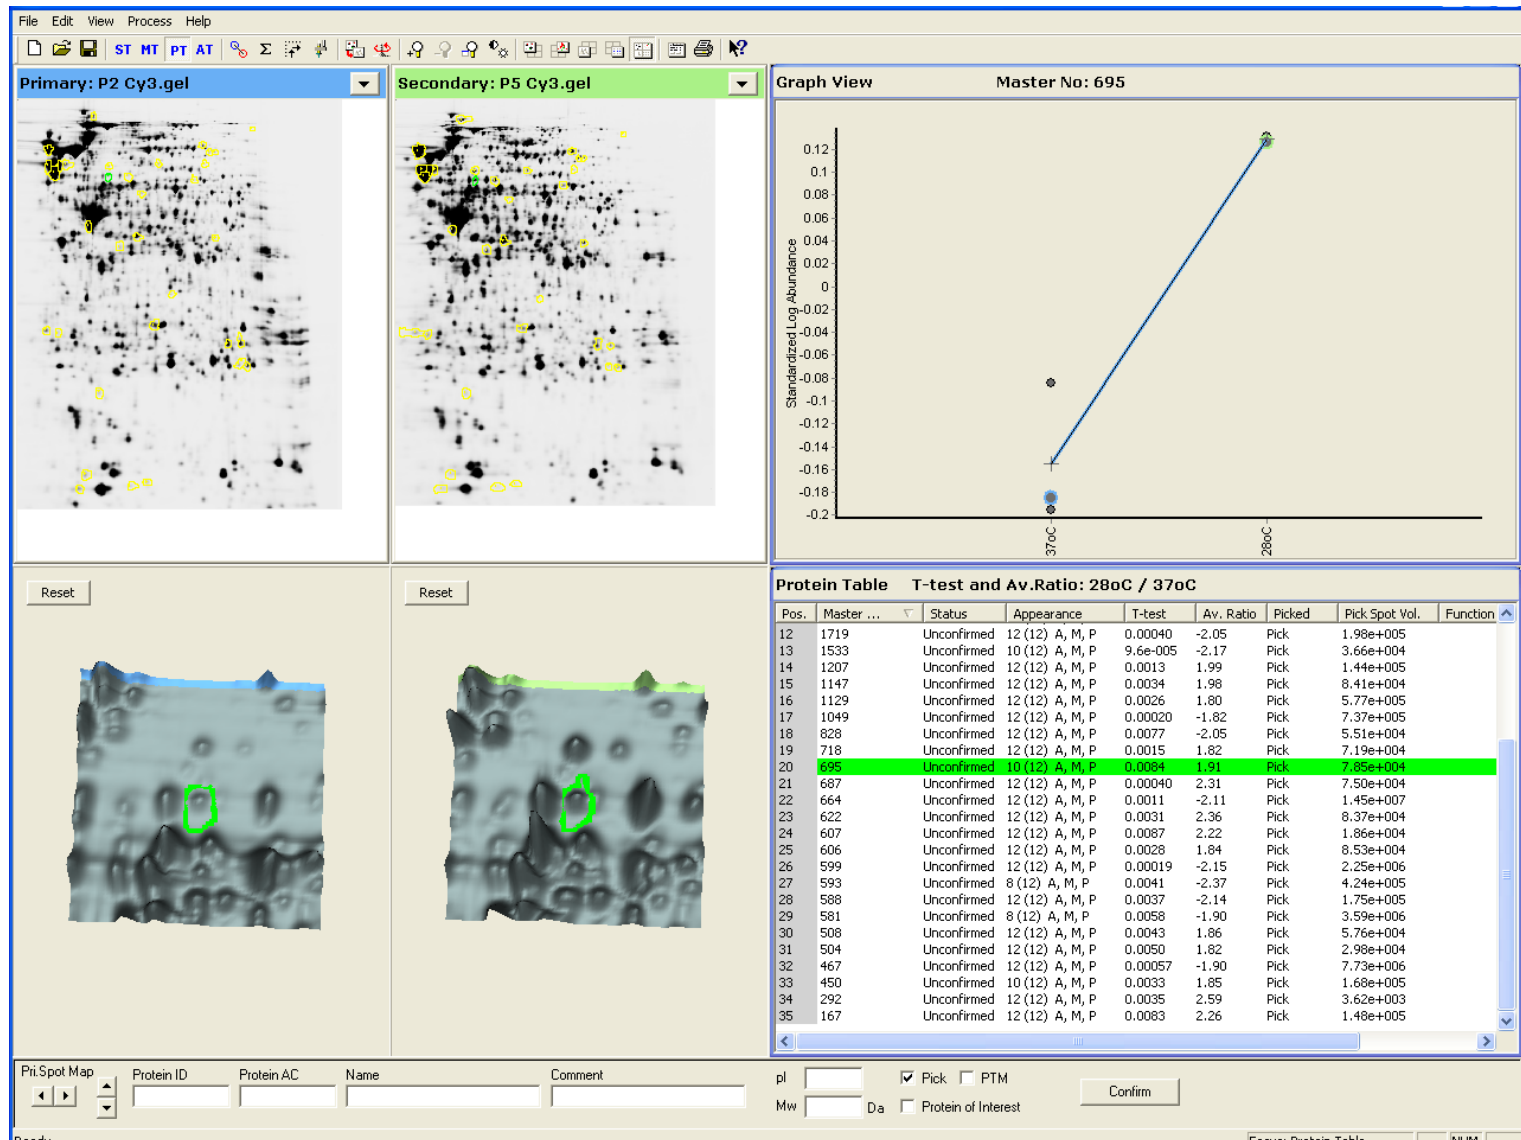 File Edit View Process Help
ST MT PT AT
Primary: P2 Cy3.gel
Secondary: P5 Cy3.gel
Graph View Master No: 695
0.12
0.1
0.08
0.06
0.04
0.02
0
-0.02
-0.04
-0.06
-0.08
-0.1
-0.12
-0.14
-0.16
-0.18
-0.2
Standardized Log Abundance
37oC
28oC
Reset
Reset
Protein Table T-test and Av.Ratio: 28oC / 37oC
Pos. Master ... Status Appearance T-test Av. Ratio Picked Pick Spot Vol. Function
12 1719 Unconfirmed 12 (12) A, M, P 0.00040 -2.05 Pick 1.98e+005
13 1533 Unconfirmed 10 (12) A, M, P 9.6e-005 -2.17 Pick 3.66e+004
14 1207 Unconfirmed 12 (12) A, M, P 0.0013 1.99 Pick 1.44e+005
15 1147 Unconfirmed 12 (12) A, M, P 0.0034 1.98 Pick 8.41e+004
16 1129 Unconfirmed 12 (12) A, M, P 0.0026 1.80 Pick 5.77e+005
17 1049 Unconfirmed 12 (12) A, M, P 0.00020 -1.82 Pick 7.37e+005
18 828 Unconfirmed 12 (12) A, M, P 0.0077 -2.05 Pick 5.51e+004
19 718 Unconfirmed 12 (12) A, M, P 0.0015 1.82 Pick 7.19e+004
20 695 Unconfirmed 10 (12) A, M, P 0.0084 1.91 Pick 7.85e+004
21 687 Unconfirmed 12 (12) A, M, P 0.00040 2.31 Pick 7.50e+004
22 664 Unconfirmed 12 (12) A, M, P 0.0011 -2.11 Pick 1.45e+007
23 622 Unconfirmed 12 (12) A, M, P 0.0031 2.36 Pick 8.37e+004
24 607 Unconfirmed 12 (12) A, M, P 0.0087 2.22 Pick 1.86e+004
25 606 Unconfirmed 12 (12) A, M, P 0.0028 1.84 Pick 8.53e+004
26 599 Unconfirmed 12 (12) A, M, P 0.00019 -2.15 Pick 2.25e+006
27 593 Unconfirmed 8 (12) A, M, P 0.0041 -2.37 Pick 4.24e+005
28 588 Unconfirmed 12 (12) A, M, P 0.0037 -2.14 Pick 1.75e+005
29 581 Unconfirmed 8 (12) A, M, P 0.0058 -1.90 Pick 3.59e+006
30 508 Unconfirmed 12 (12) A, M, P 0.0043 1.86 Pick 5.76e+004
31 504 Unconfirmed 12 (12) A, M, P 0.0050 1.82 Pick 2.98e+004
32 467 Unconfirmed 12 (12) A, M, P 0.00057 -1.90 Pick 7.73e+006
33 450 Unconfirmed 10 (12) A, M, P 0.0033 1.85 Pick 1.68e+005
34 292 Unconfirmed 12 (12) A, M, P 0.0035 2.59 Pick 3.62e+003
35 167 Unconfirmed 12 (12) A, M, P 0.0083 2.26 Pick 1.48e+005
Pri.Spot Map Protein ID Protein AC Name Comment pI Pick PTM
Mw Da Protein of Interest Confirm
Ready Focus: Protein Table NUM